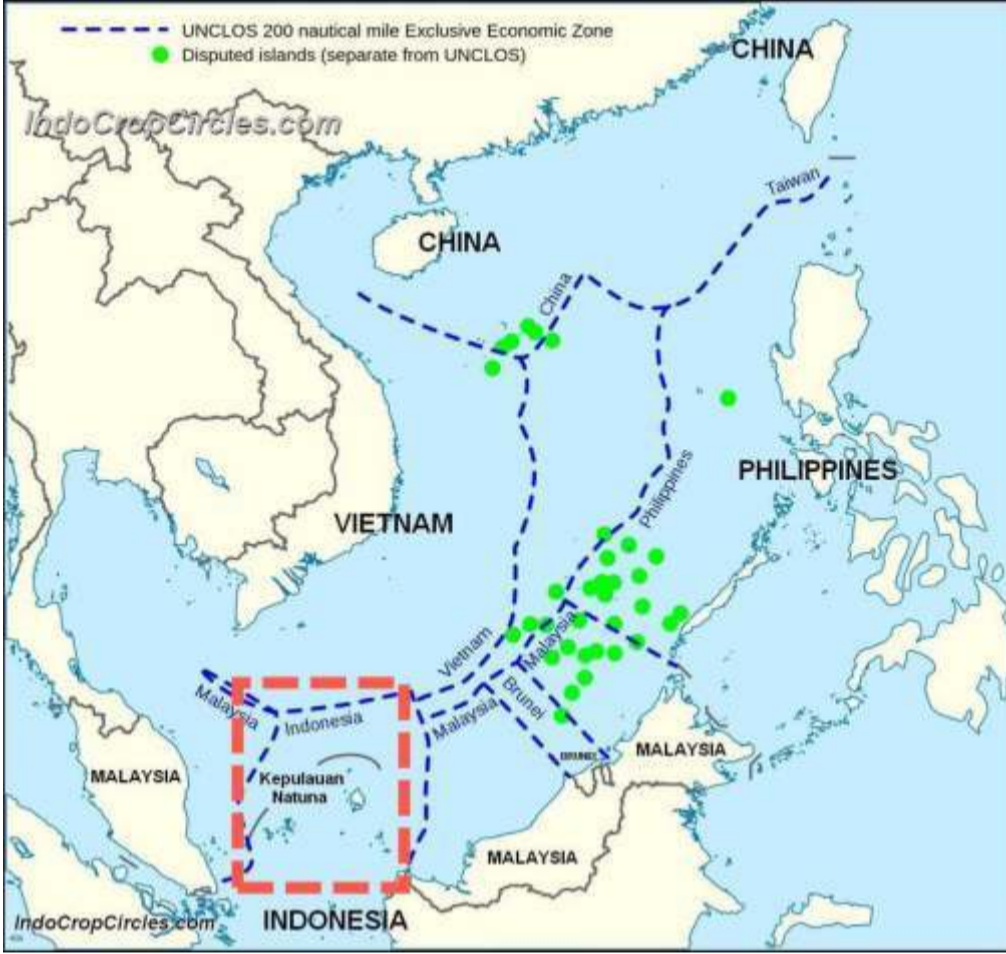 UNCLOS 200 nautical mile Exclusive Economic Zone
Disputed islands (separate from UNCLOS)
CHINA
IndoCropCircles.com
Taiwan
CHINA
China
PHILIPPINES
Philippines
VIETNAM
Vietnam
Malaysia
Malaysia
Indonesia
Malaysia
Brunei
MALAYSIA
BRUNEI
MALAYSIA
Kepulauan
Natuna
MALAYSIA
IndoCropCircles.com
INDONESIA